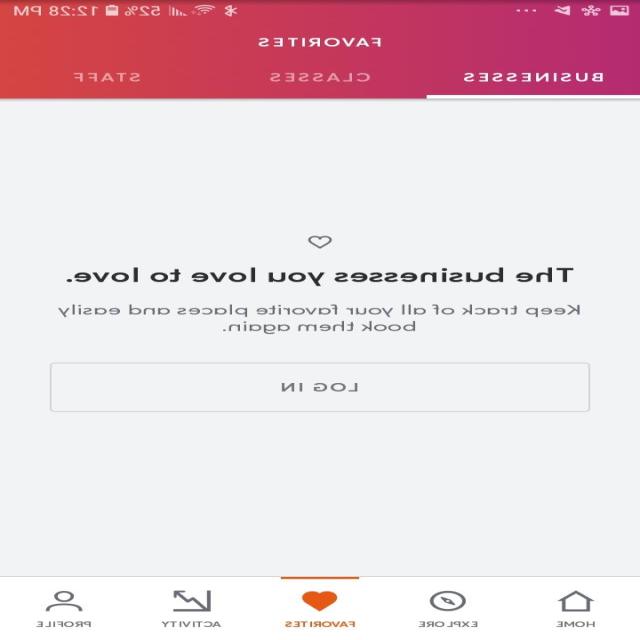 52% 12:28 PM
FAVORITES
BUSINESSES CLASSES STAFF
The businesses you love to love.
Keep track of all your favorite places and easily
book them again.
LOG IN
HOME EXPLORE FAVORITES ACTIVITY PROFILE